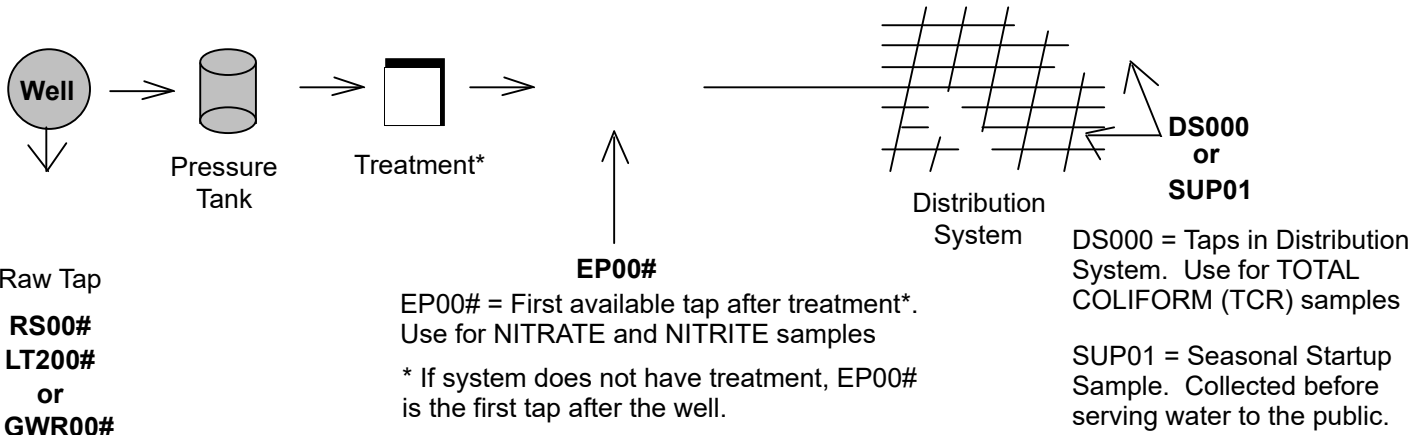 Well
Pressure
Tank
Treatment*
Distribution
System
DS000
or
SUP01
Raw Tap
RS00#
LT200#
or
GWR00#
EP00#
EP00# = First available tap after treatment*.
Use for NITRATE and NITRITE samples
* If system does not have treatment, EP00#
is the first tap after the well.
DS000 = Taps in Distribution
System. Use for TOTAL
COLIFORM (TCR) samples
SUP01 = Seasonal Startup
Sample. Collected before
serving water to the public.